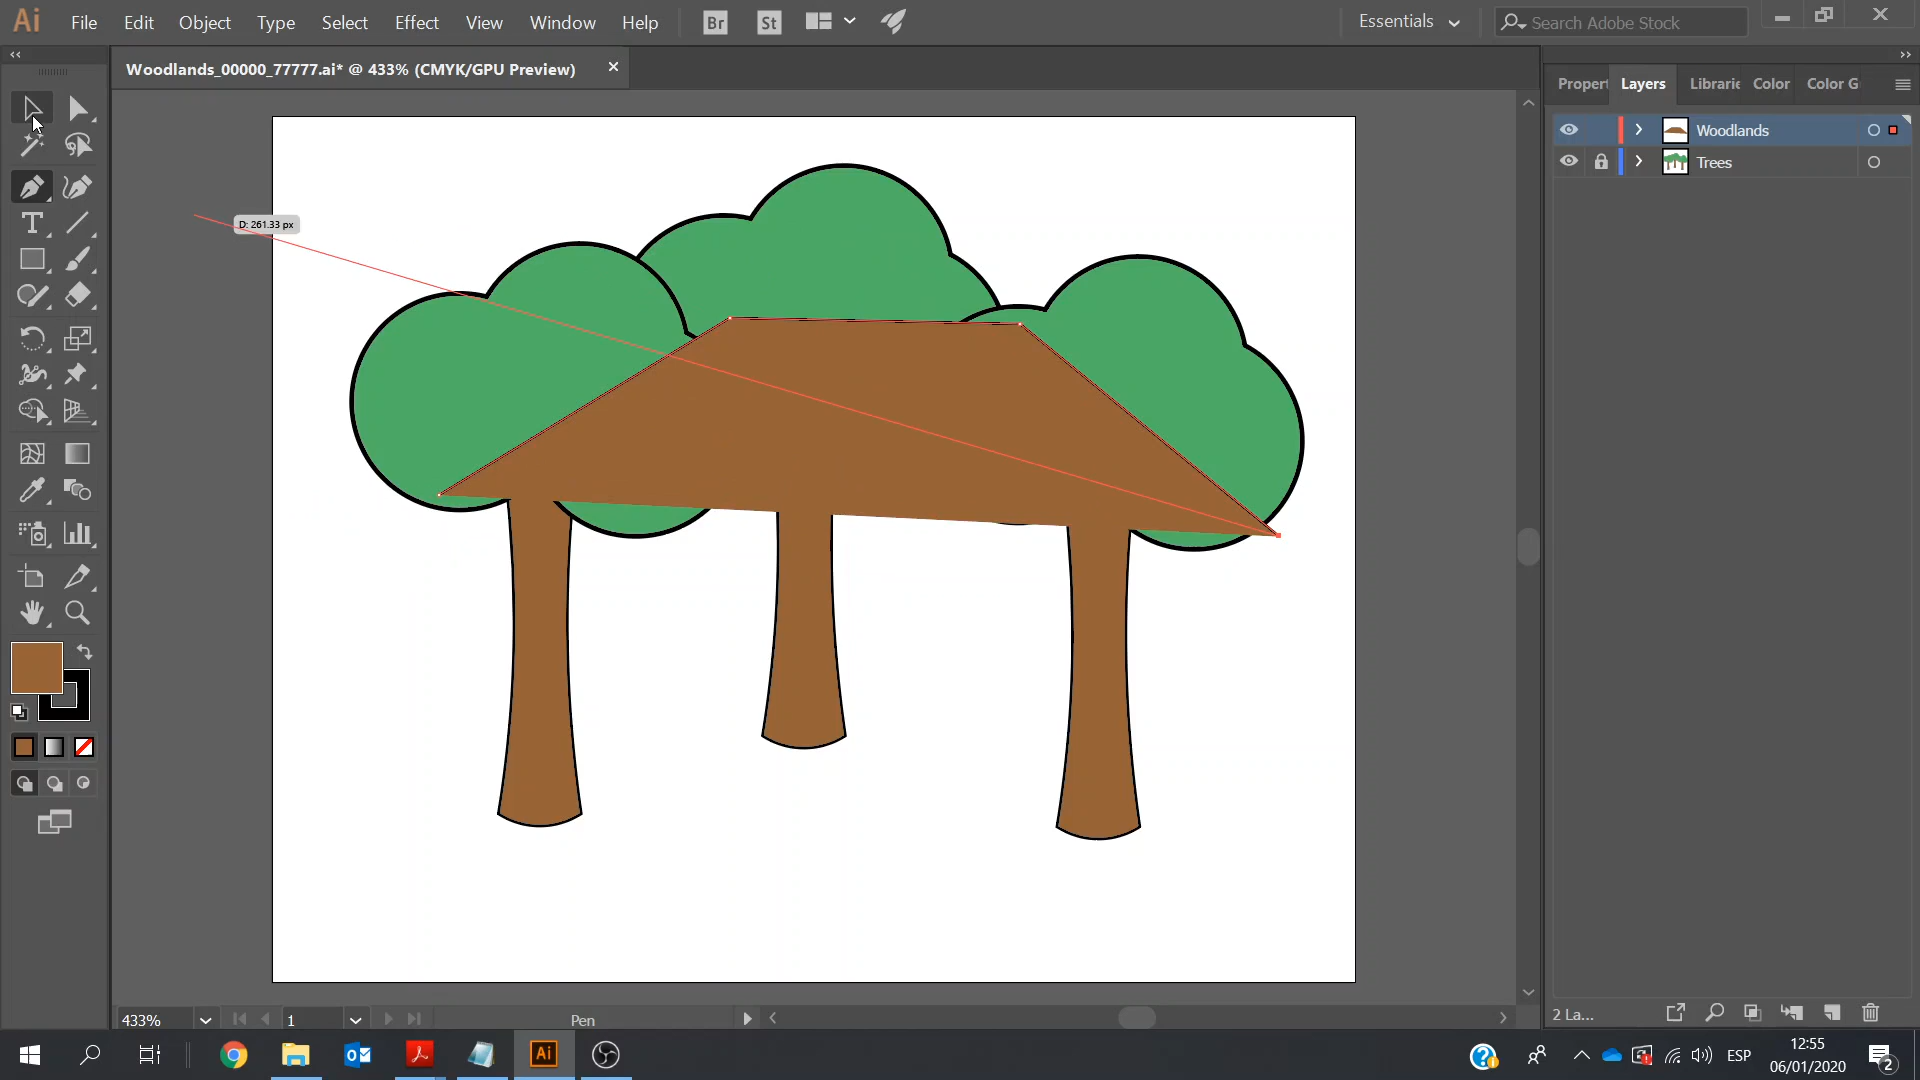 Ai File Edit Object Type Select Effect View Window Help Br St Essentials Search Adobe Stock
Woodlands_00000_77777.ai* @ 433% (CMYK/GPU Preview)
Propert Layers Librarie Color Color G
Woodlands
Trees
D: 261.33 px
T
2 La...
433% 1 Pen
Ai ESP
12:55
06/01/2020
2